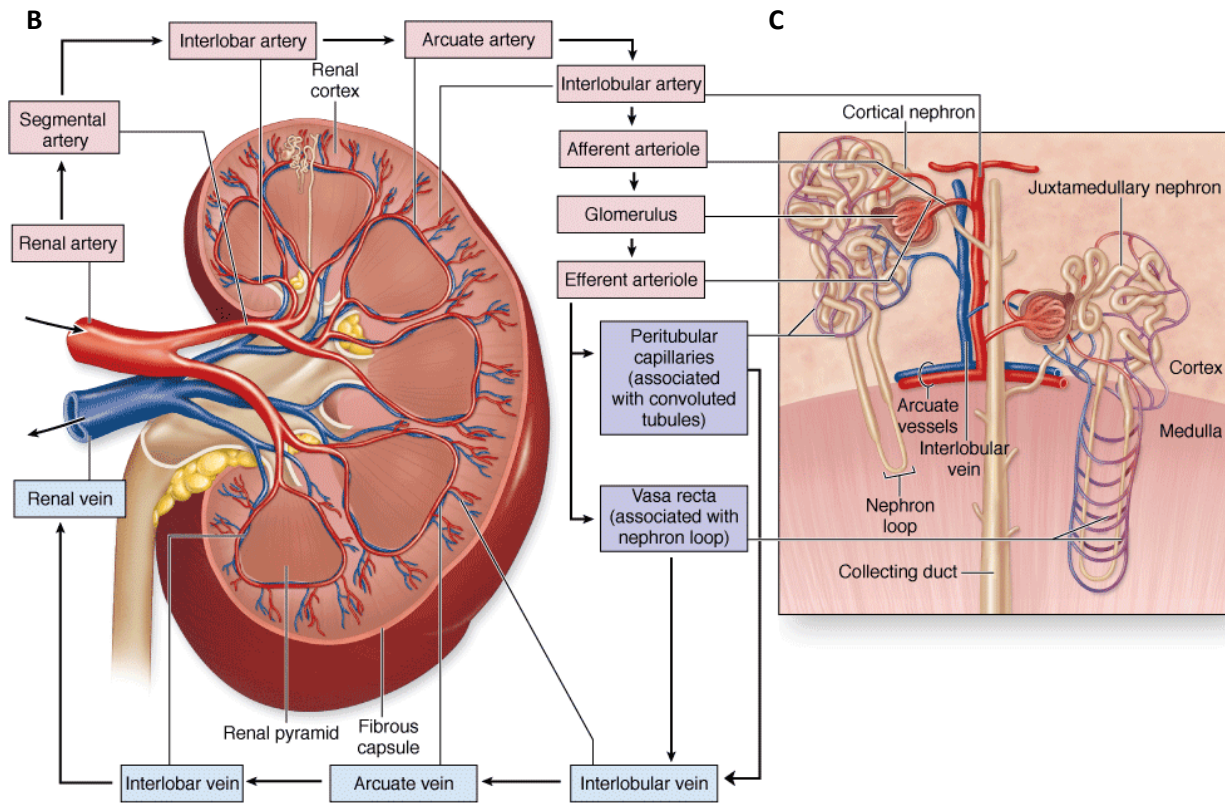 B
C
Interlobar artery
Arcuate artery
Renal
cortex
Interlobular artery
Segmental
artery
Cortical nephron
Afferent arteriole
Juxtamedullary nephron
Glomerulus
Renal artery
Efferent arteriole
Peritubular
capillaries
(associated
with convoluted
tubules)
Cortex
Arcuate
vessels
Medulla
Interlobular
vein
Renal vein
Nephron
loop
Vasa recta
(associated with
nephron loop)
Collecting duct
Renal pyramid
Fibrous
capsule
Interlobar vein
Arcuate vein
Interlobular vein